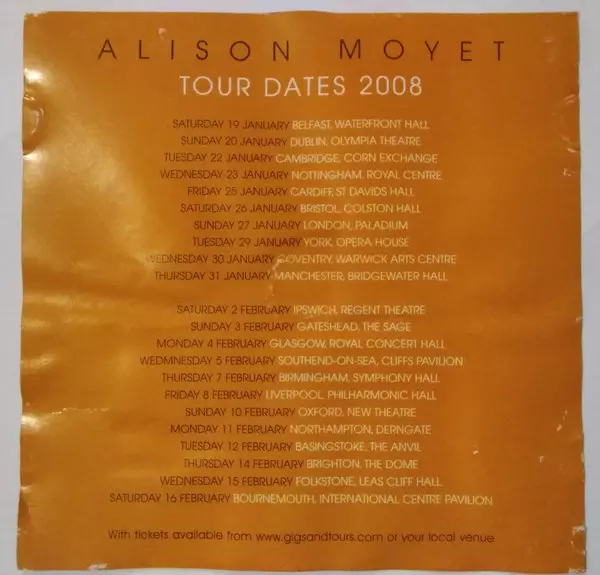 ALISON MOYET
TOUR DATES 2008
SATURDAY 19 JANUARY BELFAST, WATERFRONT HALL
SUNDAY 20 JANUARY DUBLIN, OLYMPIA THEATRE
TUESDAY 22 JANUARY CAMBRIDGE, CORN EXCHANGE
WEDNESDAY 23 JANUARY NOTTINGHAM, ROYAL CENTRE
FRIDAY 25 JANUARY CARDIFF, ST DAVIDS HALL
SATURDAY 26 JANUARY BRISTOL, COLSTON HALL
SUNDAY 27 JANUARY LONDON, PALADIUM
TUESDAY 29 JANUARY YORK, OPERA HOUSE
WEDNESDAY 30 JANUARY COVENTRY, WARWICK ARTS CENTRE
THURSDAY 31 JANUARY MANCHESTER, BRIDGEWATER HALL
SATURDAY 2 FEBRUARY IPSWICH, REGENT THEATRE
SUNDAY 3 FEBRUARY GATESHEAD, THE SAGE
MONDAY 4 FEBRUARY GLASGOW, ROYAL CONCERT HALL
WEDMNESDAY 5 FEBRUARY SOUTHEND-ON-SEA, CLIFFS PAVILION
THURSDAY 7 FEBRUARY BIRMINGHAM, SYMPHONY HALL
FRIDAY 8 FEBRUARY LIVERPOOL, PHILHARMONIC HALL
SUNDAY 10 FEBRUARY OXFORD, NEW THEATRE
MONDAY 11 FEBRUARY NORTHAMPTON, DERNGATE
TUESDAY 12 FEBRUARY BASINGSTOKE, THE ANVIL
THURSDAY 14 FEBRUARY BRIGHTON, THE DOME
WEDNESDAY 15 FEBRUARY FOLKSTONE, LEAS CLIFF HALL
SATURDAY 16 FEBRUARY BOURNEMOUTH, INTERNATIONAL CENTRE PAVILION
With tickets available from www.gigsandtours.com or your local venue